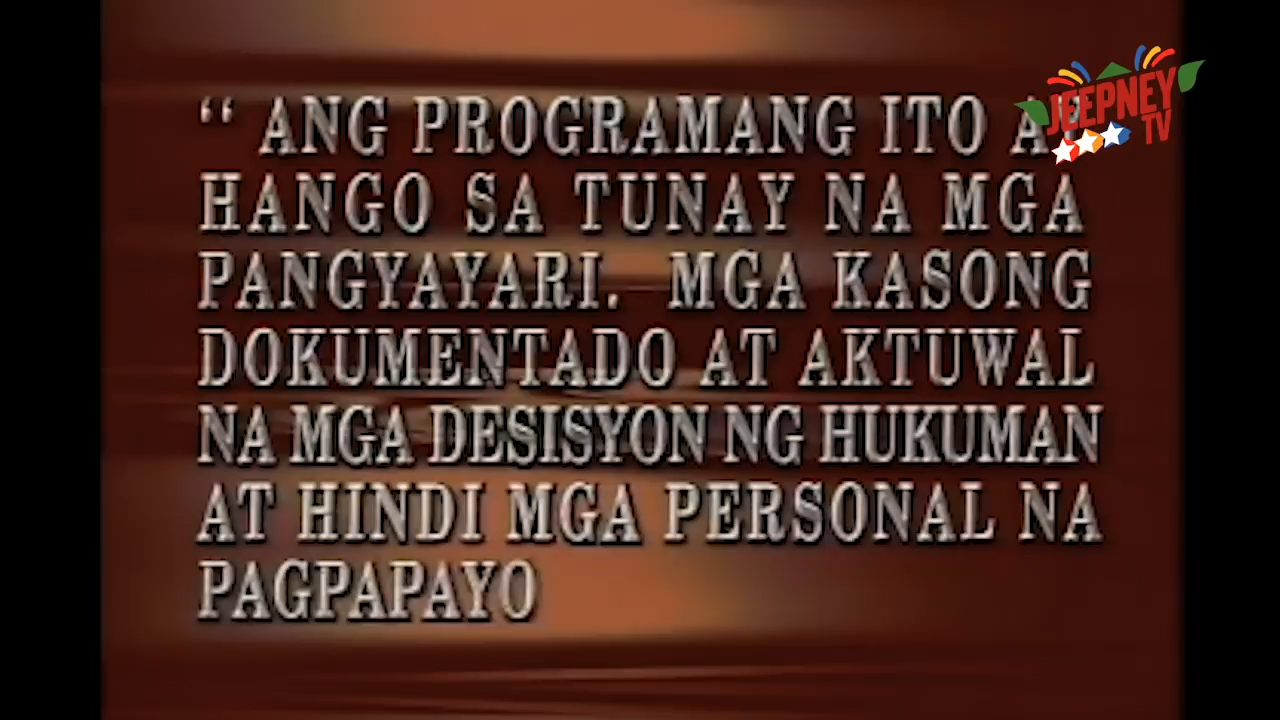 “ ANG PROGRAMANG ITO AY
HANGO SA TUNAY NA MGA
PANGYAYARI. MGA KASONG
DOKUMENTADO AT AKTUWAL
NA MGA DESISYON NG HUKUMAN
AT HINDI MGA PERSONAL NA
PAGPAPAYO
JEEPNEY
TV